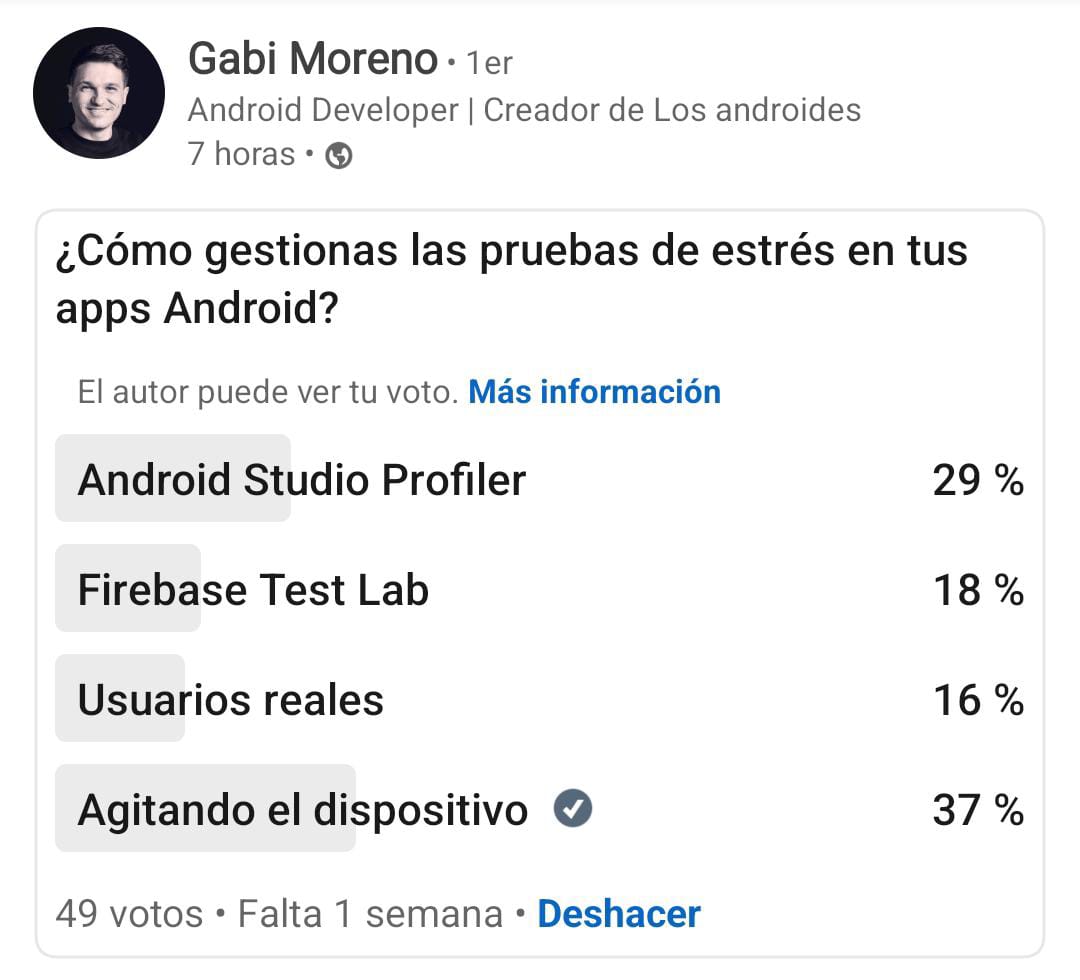 Gabi Moreno • 1er
Android Developer | Creador de Los androides
7 horas •
¿Cómo gestionas las pruebas de estrés en tus
apps Android?
El autor puede ver tu voto. Más información
Android Studio Profiler 29 %
Firebase Test Lab 18 %
Usuarios reales 16 %
Agitando el dispositivo 37 %
49 votos • Falta 1 semana • Deshacer